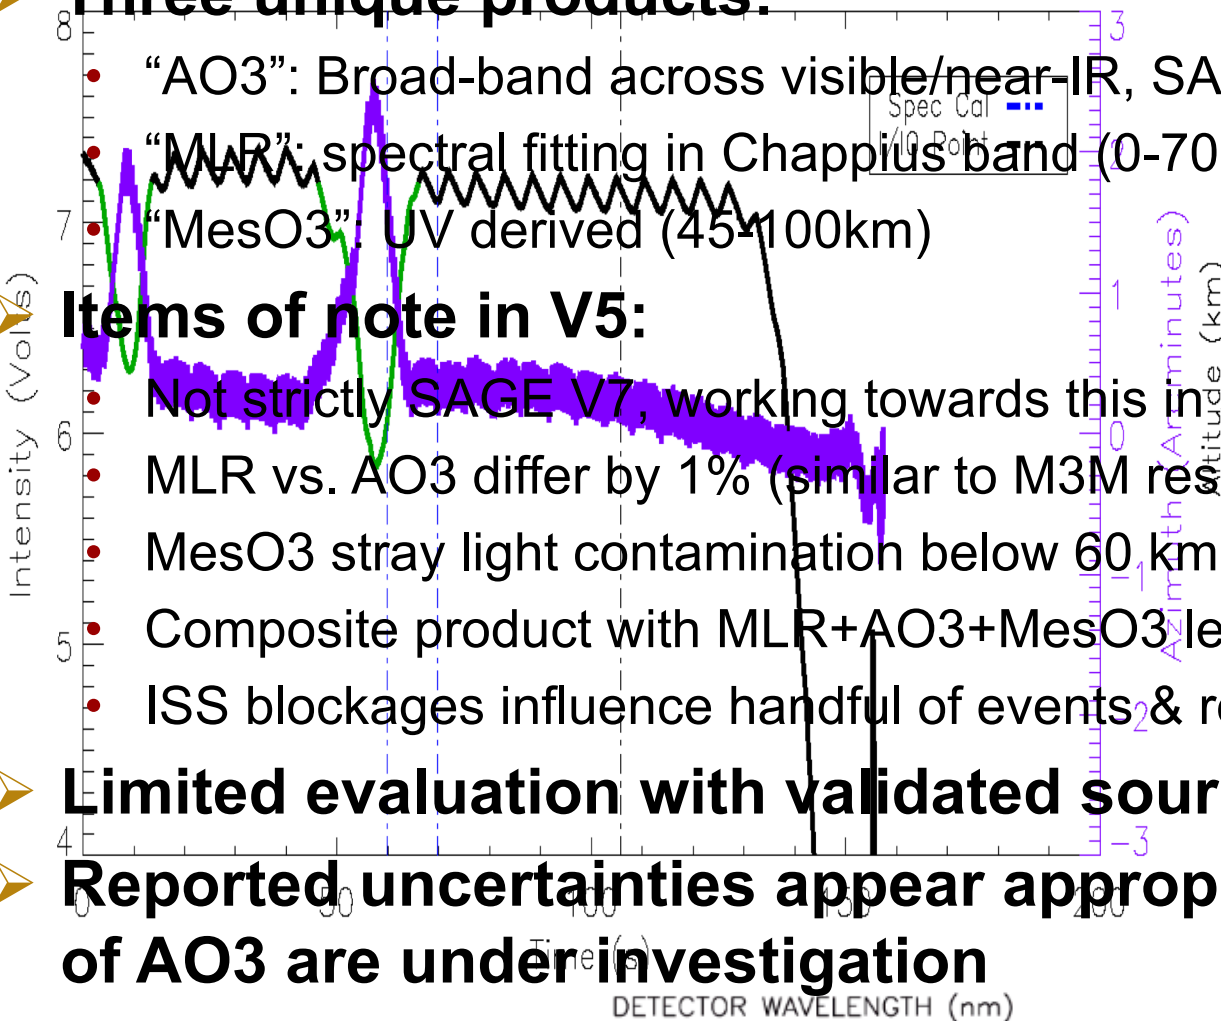 Three unique products:
• “AO3”: Broad-band across visible/near-IR, SA
• “MLR”: spectral fitting in Chappius band (0-70
• “MesO3”: UV derived (45-100km)
Items of note in V5:
• Not strictly SAGE V7, working towards this in
• MLR vs. AO3 differ by 1% (similar to M3M res
• MesO3 stray light contamination below 60 km
• Composite product with MLR+AO3+MesO3 le
• ISS blockages influence handful of events & re
Limited evaluation with validated sour
Reported uncertainties appear approp
of AO3 are under investigation
Spec Cal
I/I0 Point
Intensity (Volts)
8
7
6
5
4
3
2
1
0
-1
-2
-3
Azimuth (Arcminutes)
Altitude (km)
0 50 100 150 200
Time (s)
DETECTOR WAVELENGTH (nm)